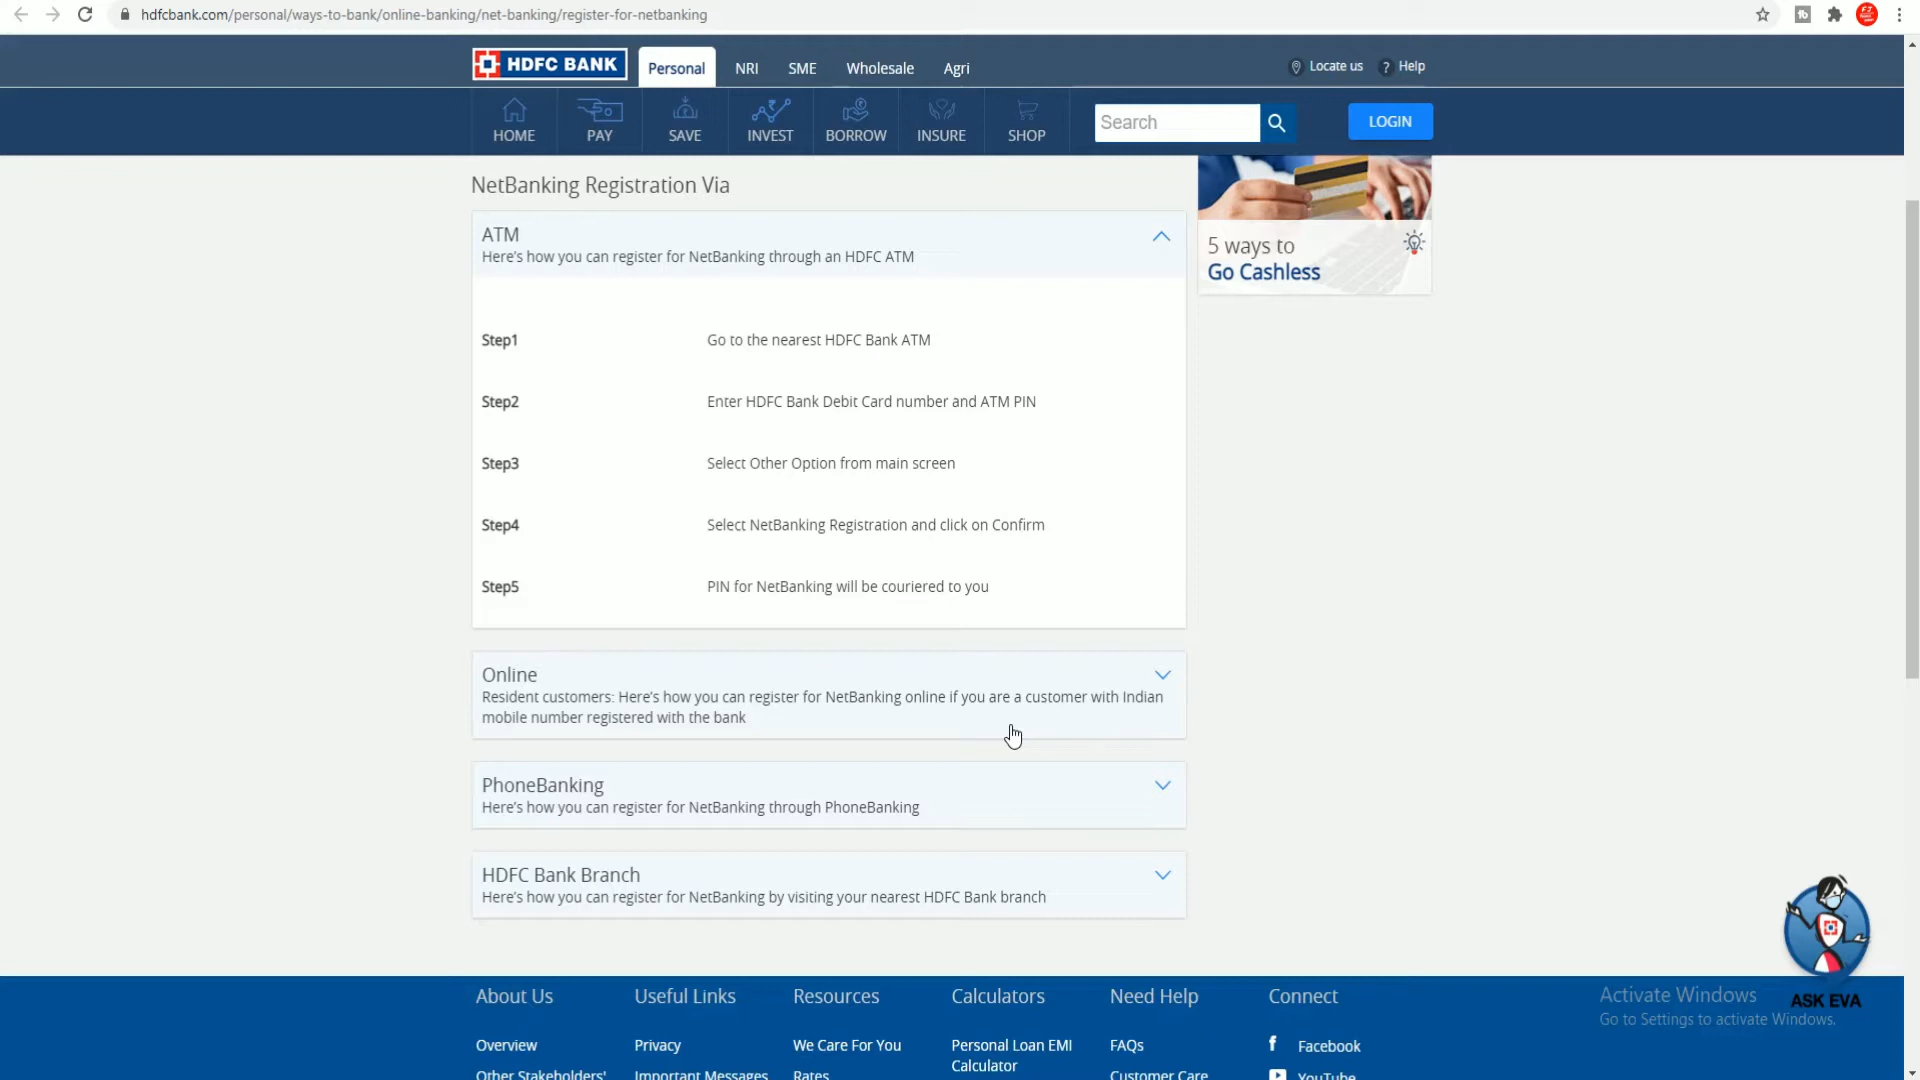 hdfcbank.com/personal/ways-to-bank/online-banking/net-banking/register-for-netbanking
HDFC BANK
Personal
NRI
SME
Wholesale
Agri
Locate us
? Help
HOME
PAY
SAVE
INVEST
BORROW
INSURE
SHOP
Search
LOGIN
NetBanking Registration Via
ATM
Here's how you can register for NetBanking through an HDFC ATM
5 ways to
Go Cashless
Step1 Go to the nearest HDFC Bank ATM
Step2 Enter HDFC Bank Debit Card number and ATM PIN
Step3 Select Other Option from main screen
Step4 Select NetBanking Registration and click on Confirm
Step5 PIN for NetBanking will be couriered to you
Online
Resident customers: Here's how you can register for NetBanking online if you are a customer with Indian
mobile number registered with the bank
PhoneBanking
Here's how you can register for NetBanking through PhoneBanking
HDFC Bank Branch
Here's how you can register for NetBanking by visiting your nearest HDFC Bank branch
About Us
Useful Links
Resources
Calculators
Need Help
Connect
Activate Windows
Go to Settings to activate Windows.
ASK EVA
Overview
Privacy
We Care For You
Personal Loan EMI
Calculator
FAQs
Facebook
Other Stakeholders'
Important Messages
Rates
Customer Care
YouTube